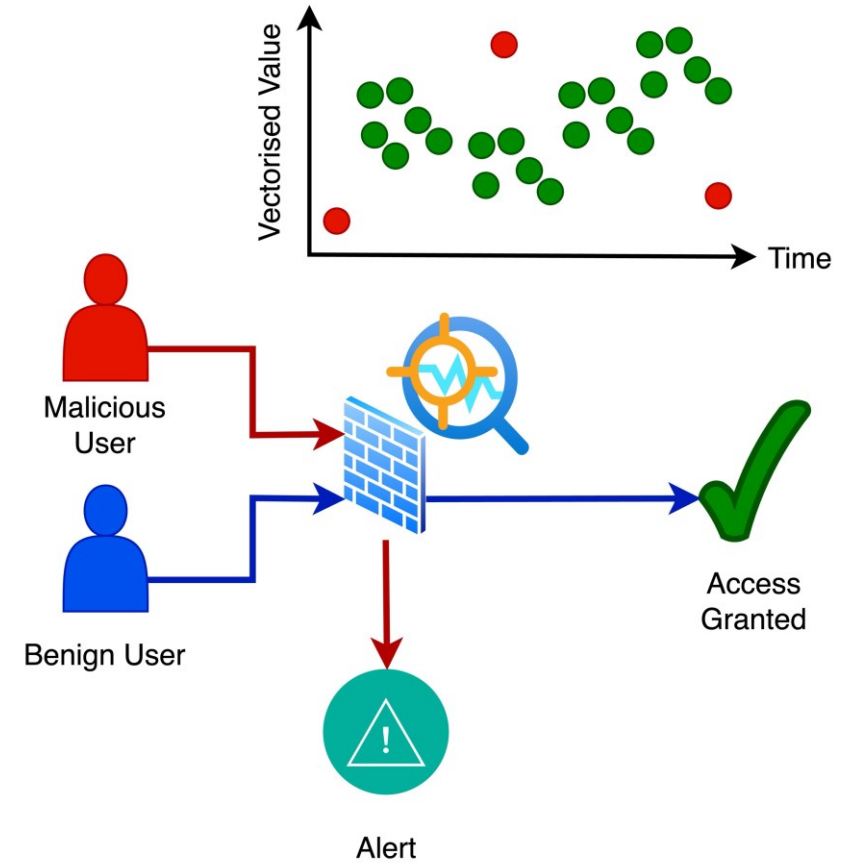 Vectorised Value
Time
Malicious
User
Benign User
Access
Granted
!
Alert